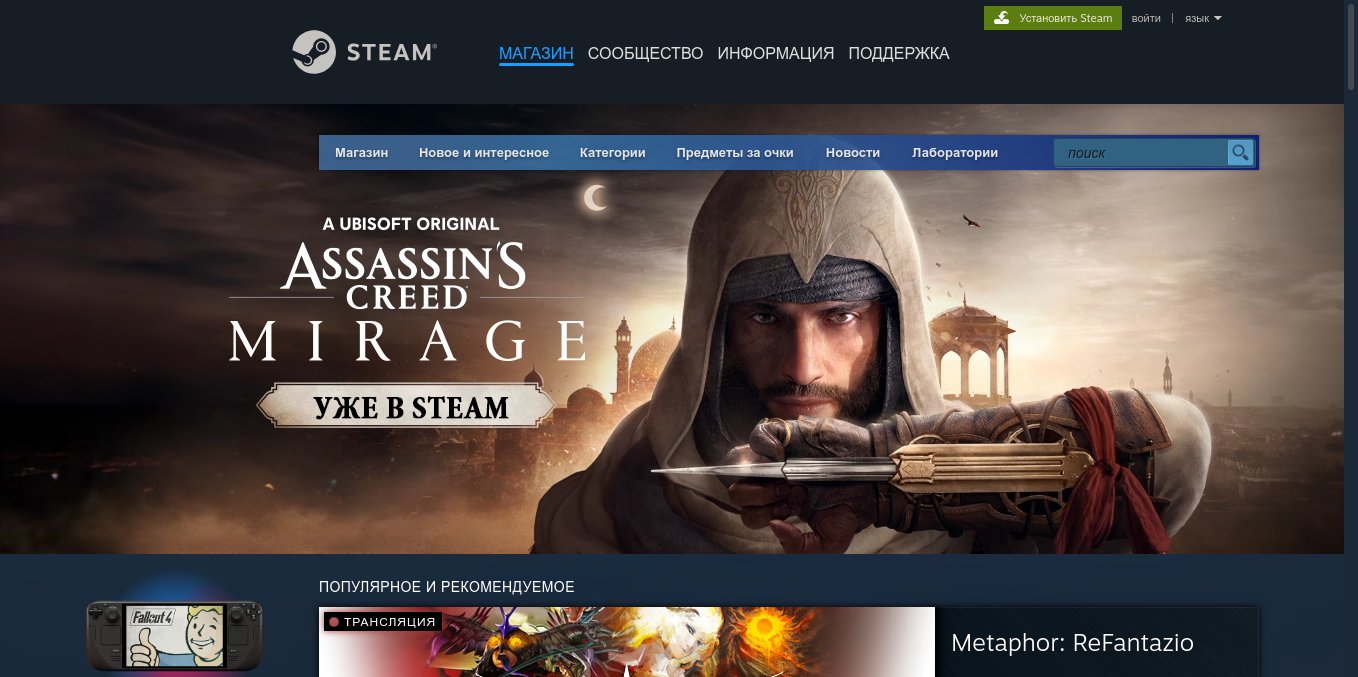 Установить Steam войти | язык
STEAM®
МАГАЗИН СООБЩЕСТВО ИНФОРМАЦИЯ ПОДДЕРЖКА
Магазин Новое и интересное Категории Предметы за очки Новости Лаборатории поиск
A UBISOFT ORIGINAL
ASSASSIN'S
CREED
MIRAGE
УЖЕ В STEAM
ПОПУЛЯРНОЕ И РЕКОМЕНДУЕМОЕ
Fallout 4
ТРАНСЛЯЦИЯ
Metaphor: ReFantazio